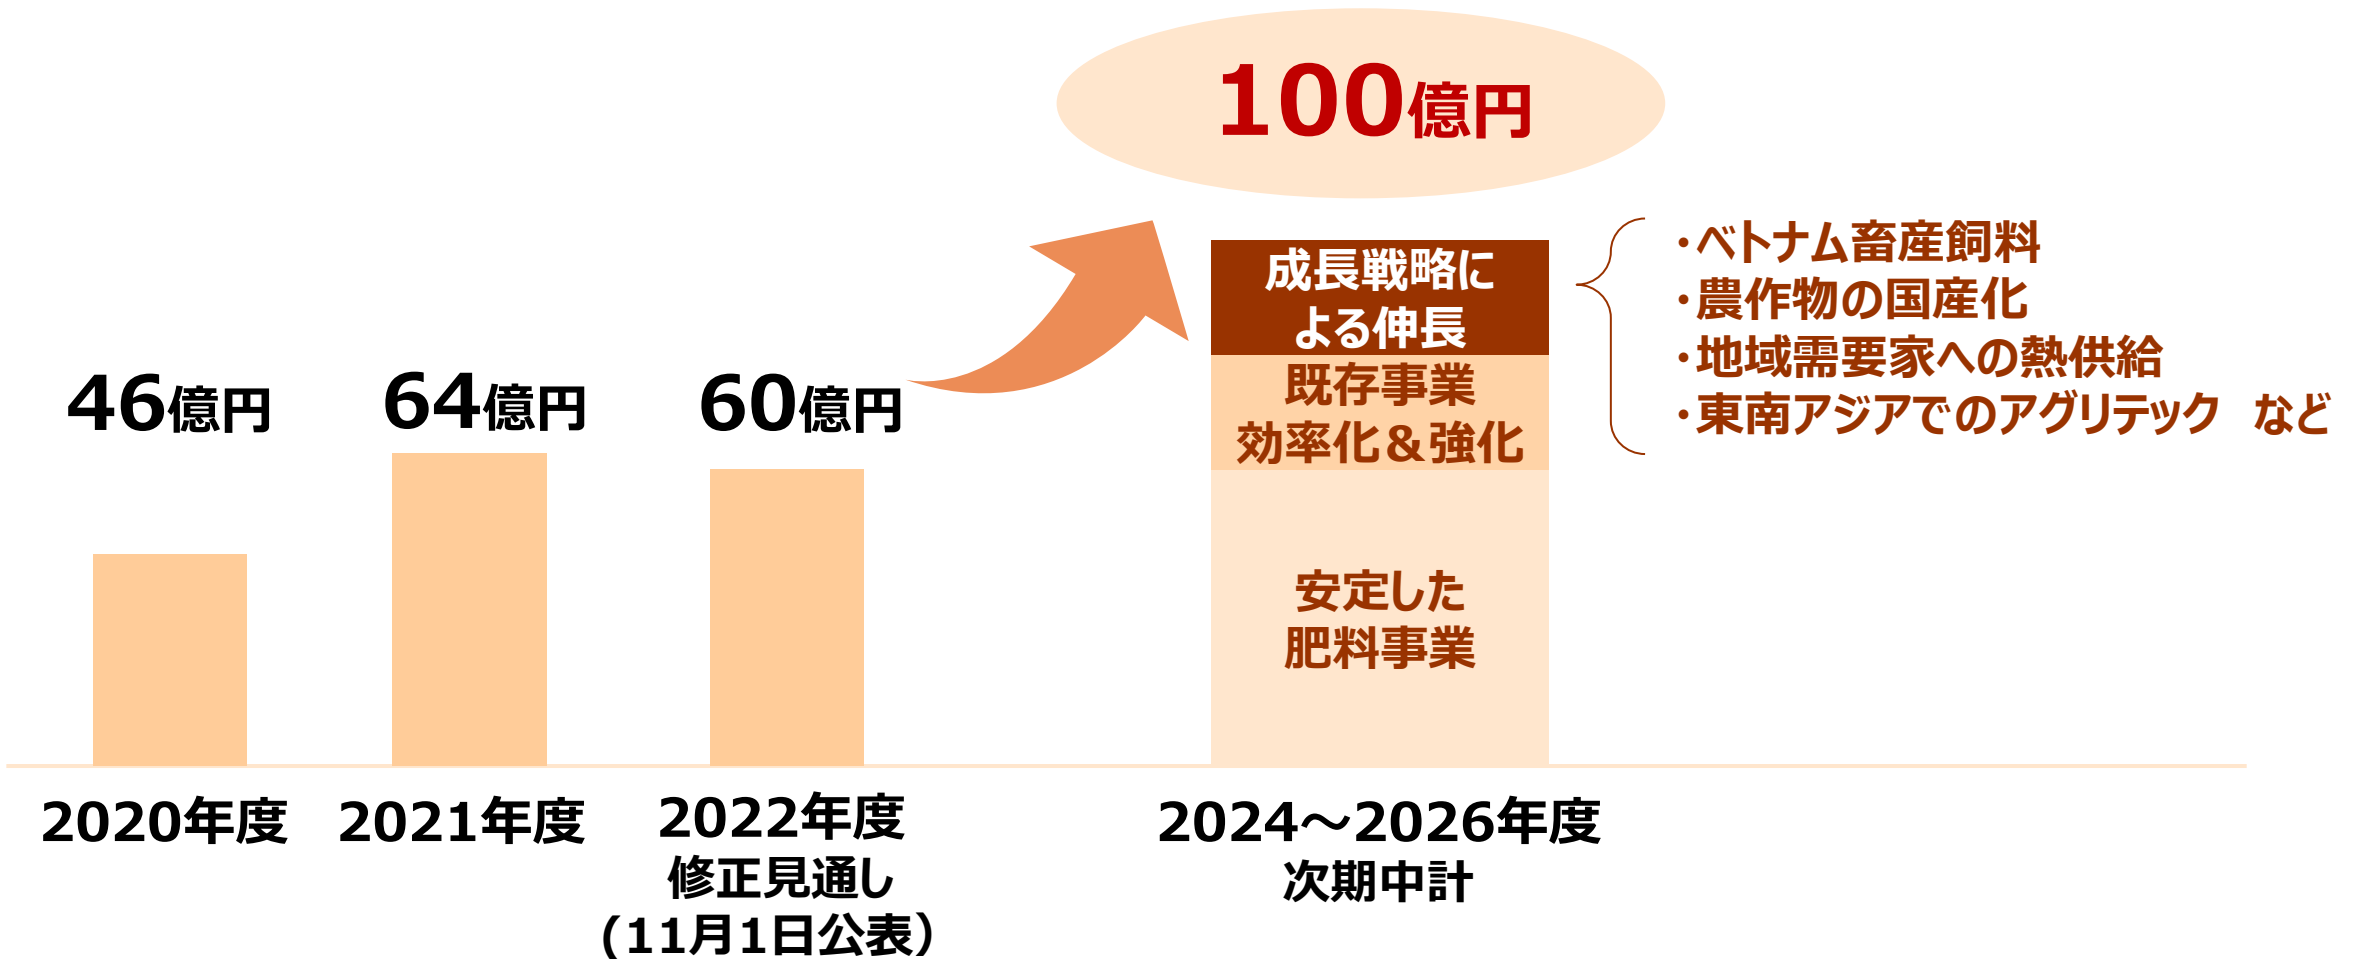 100億円
46億円
64億円
60億円
成長戦略に
よる伸長
既存事業
効率化＆強化
安定した
肥料事業
・ベトナム畜産飼料
・農作物の国産化
・地域需要家への熱供給
・東南アジアでのアグリテック　など
2020年度
2021年度
2022年度
修正見通し
(11月1日公表）
2024～2026年度
次期中計